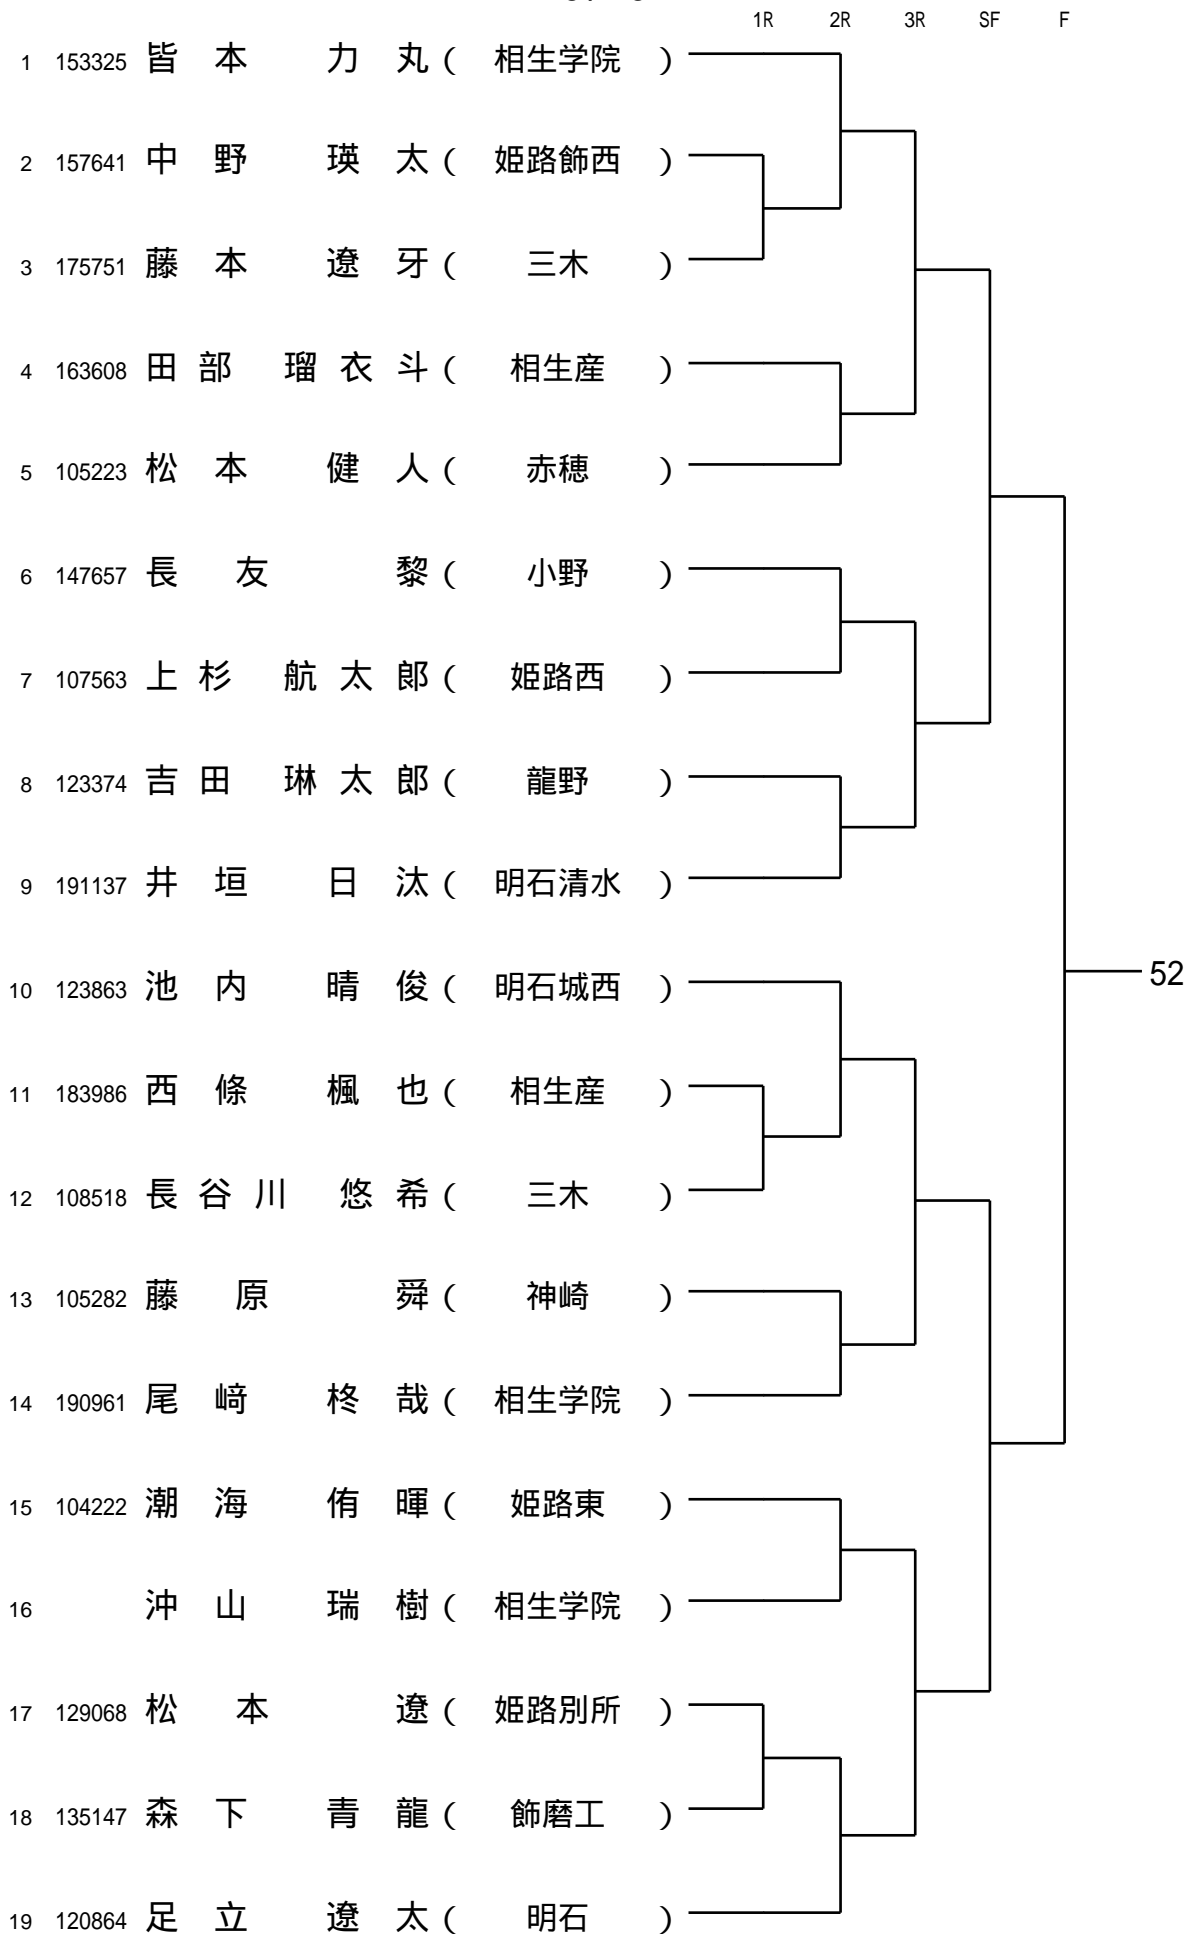 1R 2R 3R SF F
1 153325 皆 本 力 丸 ( 相生学院 )
2 157641 中 野 瑛 太 ( 姫路飾西 )
3 175751 藤 本 遼 牙 ( 三木 )
4 163608 田 部 瑠 衣 斗 ( 相生産 )
5 105223 松 本 健 人 ( 赤穂 )
6 147657 長 友 黎 ( 小野 )
7 107563 上 杉 航 太 郎 ( 姫路西 )
8 123374 吉 田 琳 太 郎 ( 龍野 )
9 191137 井 垣 日 汰 ( 明石清水 )
52
10 123863 池 内 晴 俊 ( 明石城西 )
11 183986 西 條 楓 也 ( 相生産 )
12 108518 長 谷 川 悠 希 ( 三木 )
13 105282 藤 原 舜 ( 神崎 )
14 190961 尾 﨑 柊 哉 ( 相生学院 )
15 104222 潮 海 侑 暉 ( 姫路東 )
16 沖 山 瑞 樹 ( 相生学院 )
17 129068 松 本 遼 ( 姫路別所 )
18 135147 森 下 青 龍 ( 飾磨工 )
19 120864 足 立 遼 太 ( 明石 )